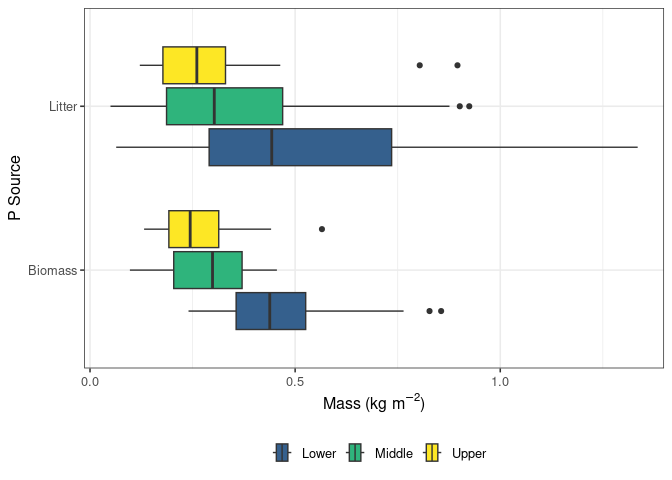 P Source
Litter
Biomass
0.0 0.5 1.0
Mass (kg m−2)
Lower Middle Upper